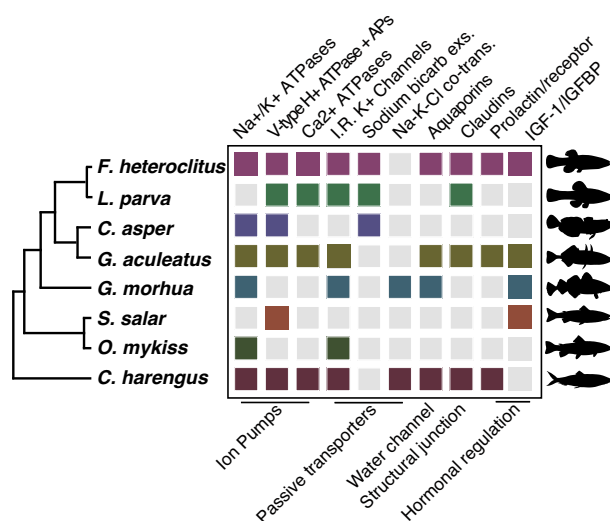 Na+/K+ ATPases
V-type H+ ATPase + APs
Ca2+ ATPases
I.R. K+ Channels
Sodium bicarb exs.
Na-K-Cl co-trans.
Aquaporins
Claudins
Prolactin/receptor
IGF-1/IGFBP
F. heteroclitus
L. parva
C. asper
G. aculeatus
G. morhua
S. salar
O. mykiss
C. harengus
Ion Pumps
Passive transporters
Water channel
Structural junction
Hormonal regulation